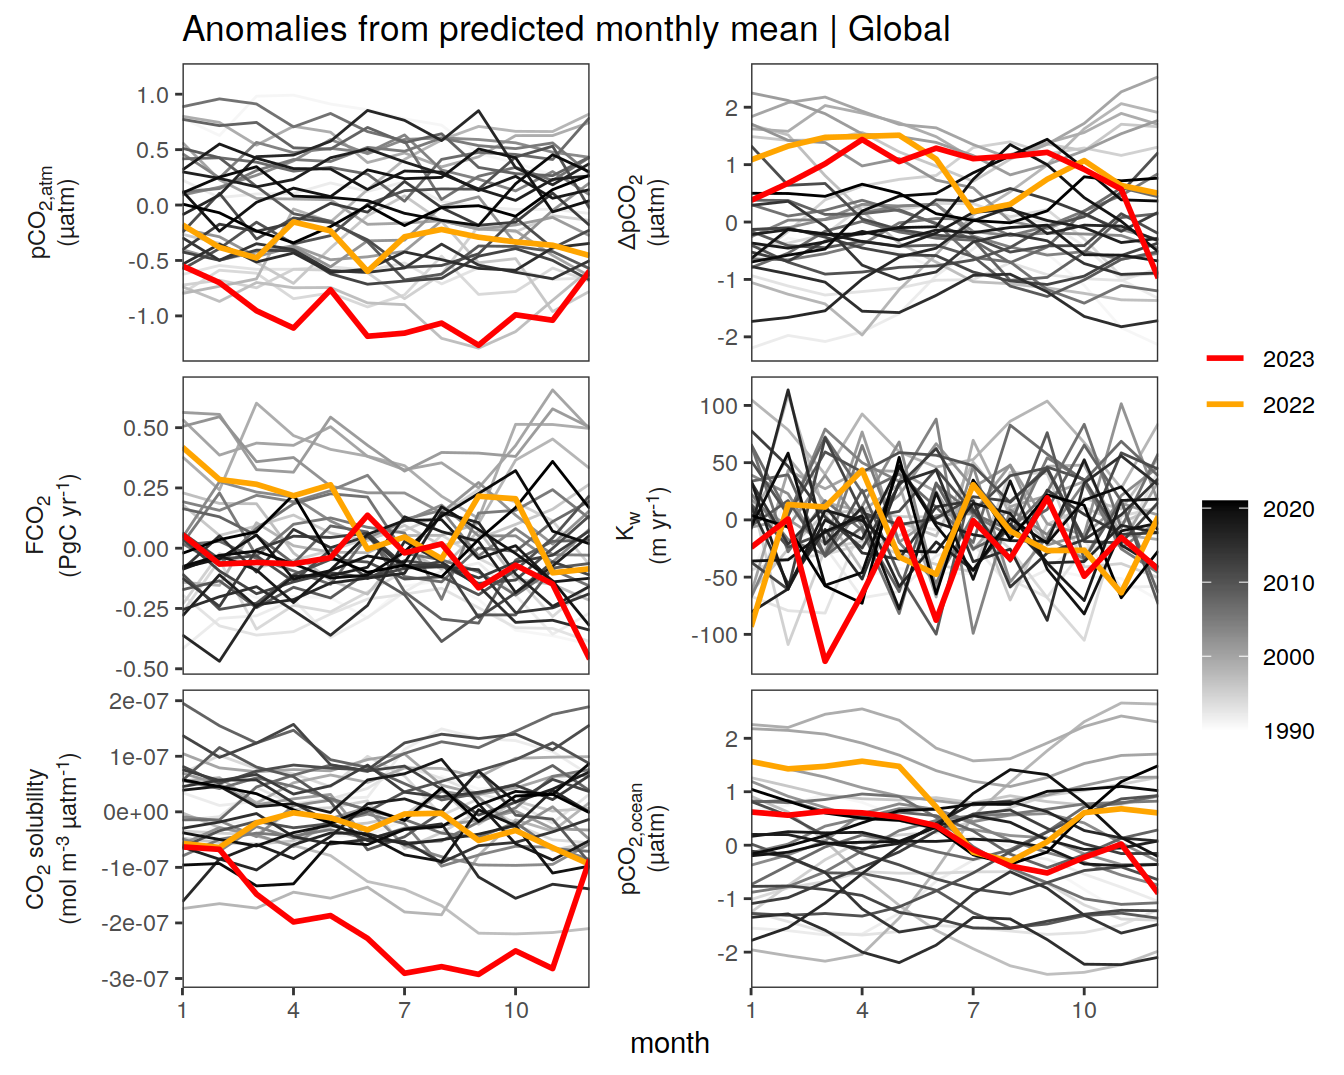 Anomalies from predicted monthly mean | Global
pCO2,atm
(µatm)
1.0
0.5
0.0
-0.5
-1.0
ΔpCO2
(µatm)
2
1
0
-1
-2
FCO2
(PgC yr-1)
0.50
0.25
0.00
-0.25
-0.50
Kw
(m yr-1)
100
50
0
-50
-100
CO2 solubility
(mol m-3 µatm-1)
2e-07
1e-07
0e+00
-1e-07
-2e-07
-3e-07
1
4
7
10
pCO2,ocean
(µatm)
2
1
0
-1
-2
1
4
7
10
month
2023
2022
2020
2010
2000
1990